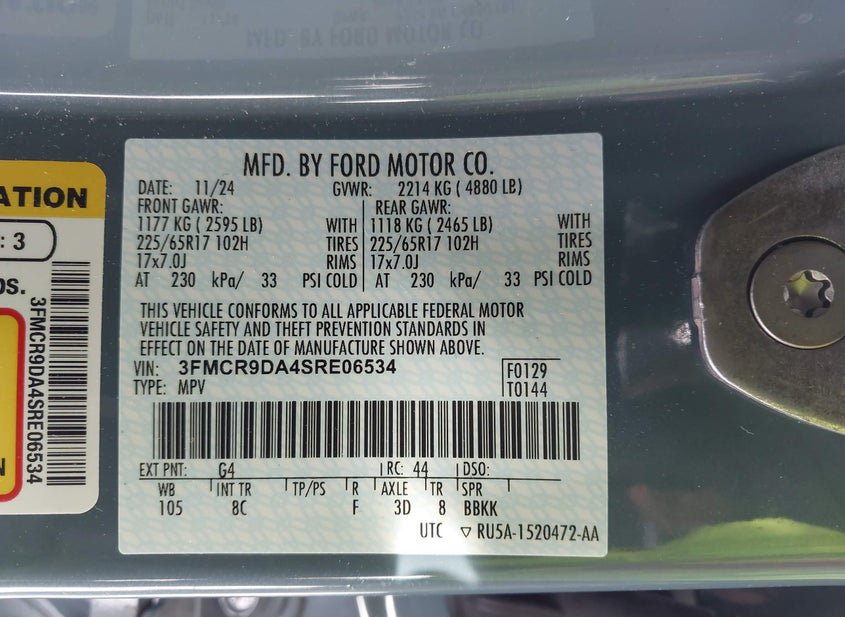 MFD. BY FORD MOTOR CO.
DATE: 11/24 GVWR: 2214 KG ( 4880 LB)
FRONT GAWR: REAR GAWR:
1177 KG ( 2595 LB) WITH 1118 KG ( 2465 LB) WITH
225/65R17 102H TIRES 225/65R17 102H TIRES
17x7.0J RIMS 17x7.0J RIMS
AT 230 kPa/ 33 PSI COLD AT 230 kPa/ 33 PSI COLD
THIS VEHICLE CONFORMS TO ALL APPLICABLE FEDERAL MOTOR
VEHICLE SAFETY AND THEFT PREVENTION STANDARDS IN
EFFECT ON THE DATE OF MANUFACTURE SHOWN ABOVE.
VIN: 3FMCR9DA4SRE06534 F0129
TYPE: MPV T0144
EXT PNT: G4 RC: 44 DSO:
WB INT TR TP/PS R AXLE TR SPR
105 8C F 3D 8 BBKK
UTC ▽ RU5A-1520472-AA
ATION
: 3
OS.
3FMCR9DA4SRE06534
N